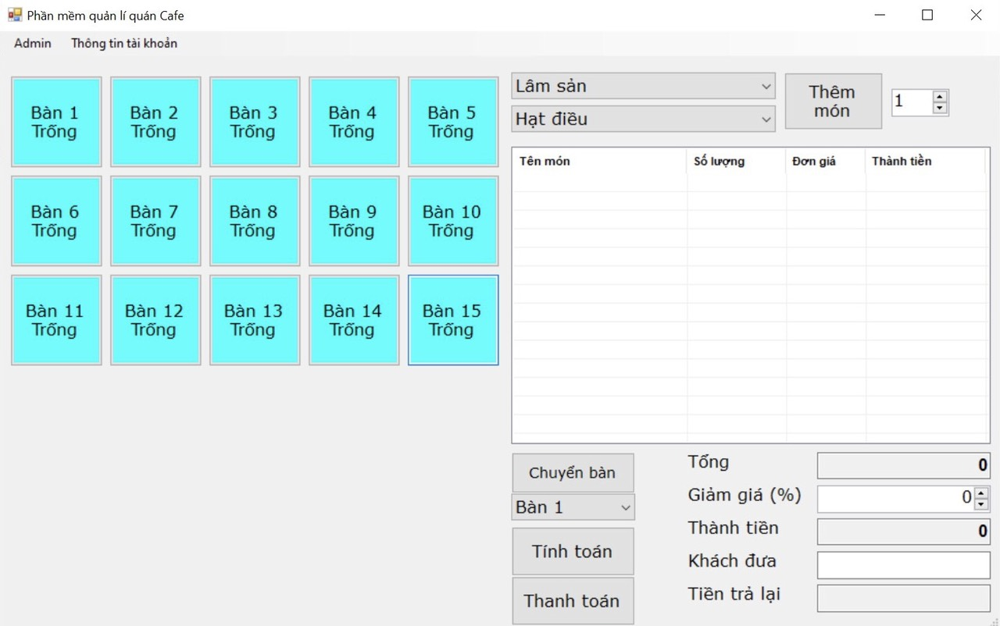 Phần mềm quản lí quán Cafe
Admin Thông tin tài khoản
Bàn 1
Trống
Bàn 2
Trống
Bàn 3
Trống
Bàn 4
Trống
Bàn 5
Trống
Bàn 6
Trống
Bàn 7
Trống
Bàn 8
Trống
Bàn 9
Trống
Bàn 10
Trống
Bàn 11
Trống
Bàn 12
Trống
Bàn 13
Trống
Bàn 14
Trống
Bàn 15
Trống
Lâm sản
Hạt điều
Thêm
món
1
Tên món Số lượng Đơn giá Thành tiền
Chuyển bàn
Bàn 1
Tính toán
Thanh toán
Tổng 0
Giảm giá (%) 0
Thành tiền 0
Khách đưa
Tiền trả lại